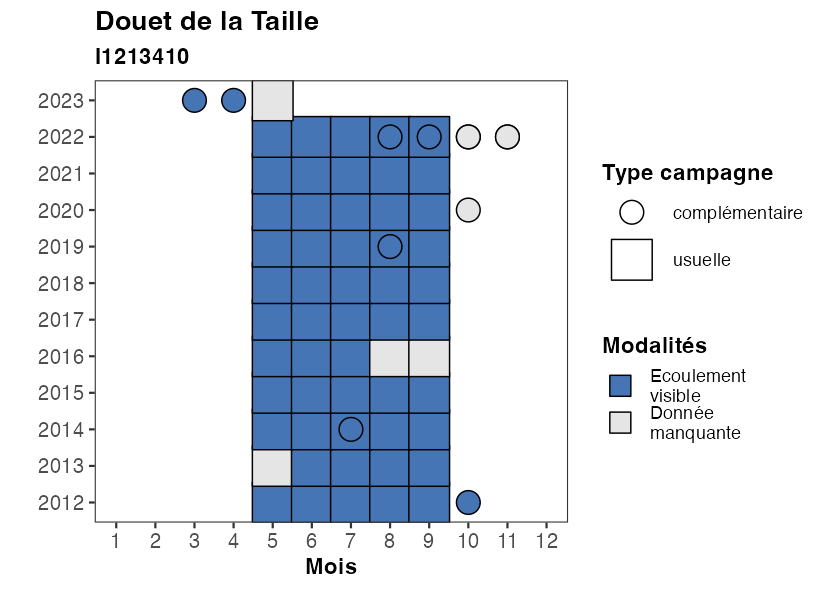 Douet de la Taille
I1213410
2023
2022
2021
2020
2019
2018
2017
2016
2015
2014
2013
2012
1 2 3 4 5 6 7 8 9 10 11 12
Mois
Type campagne
complémentaire
usuelle
Modalités
Ecoulement
visible
Donnée
manquante